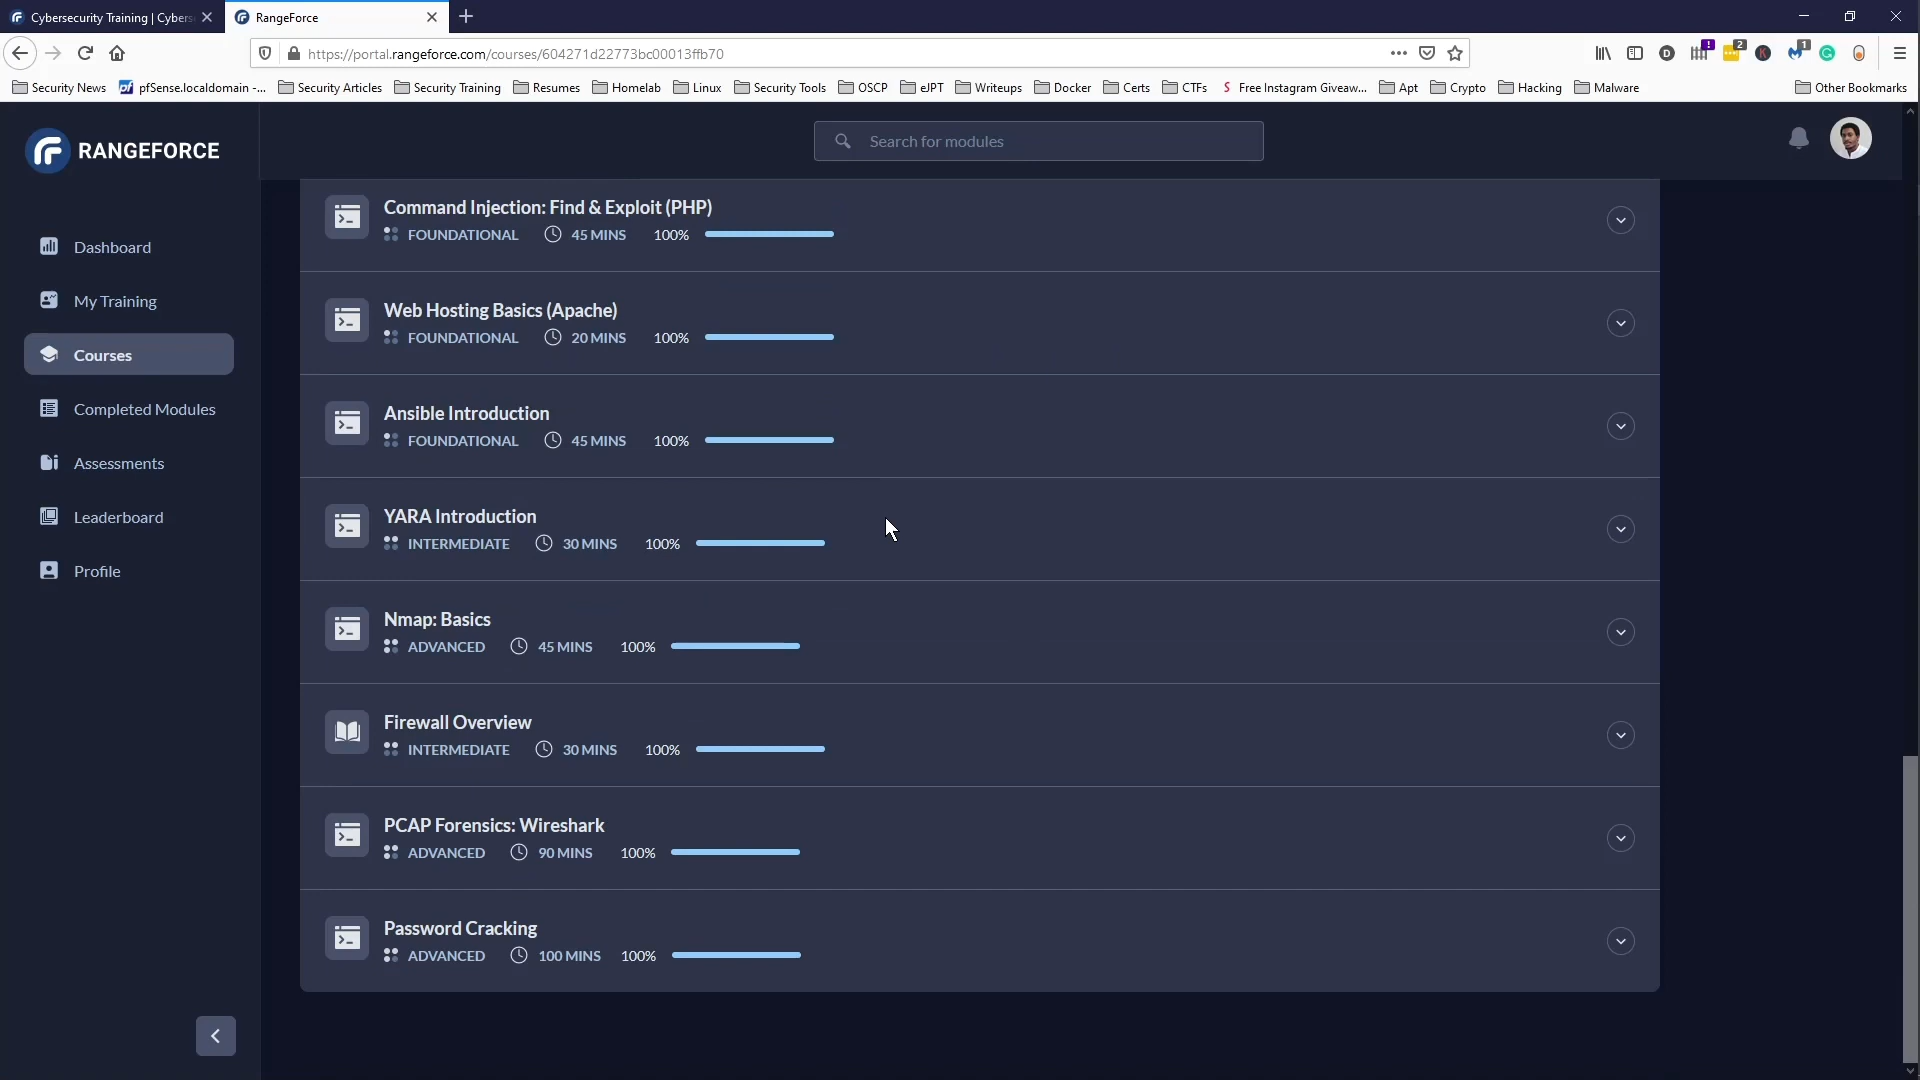 Cybersecurity Training | Cybers
RangeForce
https://portal.rangeforce.com/courses/604271d22773bc00013ffb70
! 2 1
Security News pfSense.localdomain -... Security Articles Security Training Resumes Homelab Linux Security Tools OSCP eJPT Writeups Docker Certs CTFs Free Instagram Giveaw... Apt Crypto Hacking Malware Other Bookmarks
RANGEFORCE
Search for modules
Dashboard
My Training
Courses
Completed Modules
Assessments
Leaderboard
Profile
Command Injection: Find & Exploit (PHP)
FOUNDATIONAL 45 MINS 100%
Web Hosting Basics (Apache)
FOUNDATIONAL 20 MINS 100%
Ansible Introduction
FOUNDATIONAL 45 MINS 100%
YARA Introduction
INTERMEDIATE 30 MINS 100%
Nmap: Basics
ADVANCED 45 MINS 100%
Firewall Overview
INTERMEDIATE 30 MINS 100%
PCAP Forensics: Wireshark
ADVANCED 90 MINS 100%
Password Cracking
ADVANCED 100 MINS 100%